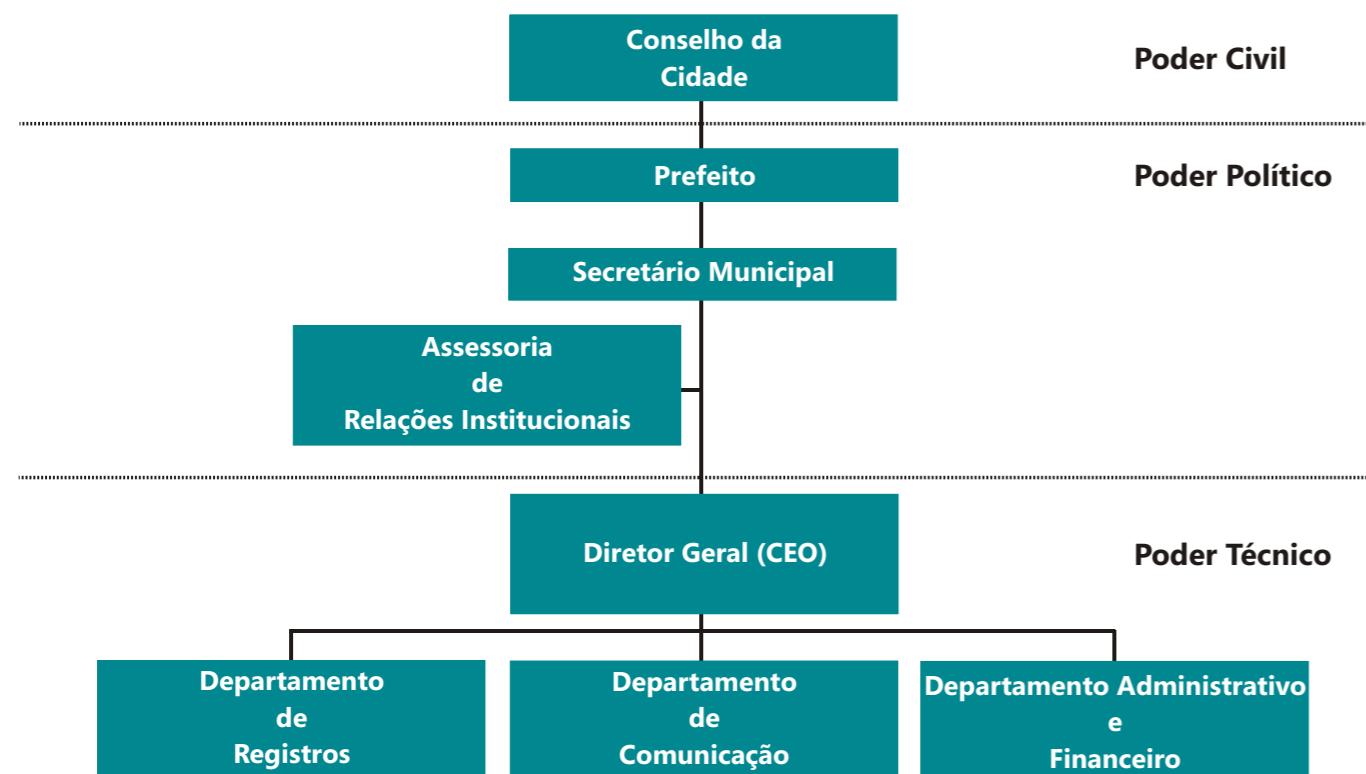 Conselho da
Cidade
Poder Civil
Prefeito
Poder Político
Secretário Municipal
Assessoria
de
Relações Institucionais
Diretor Geral (CEO)
Poder Técnico
Departamento
de
Registros
Departamento
de
Comunicação
Departamento Administrativo
e
Financeiro